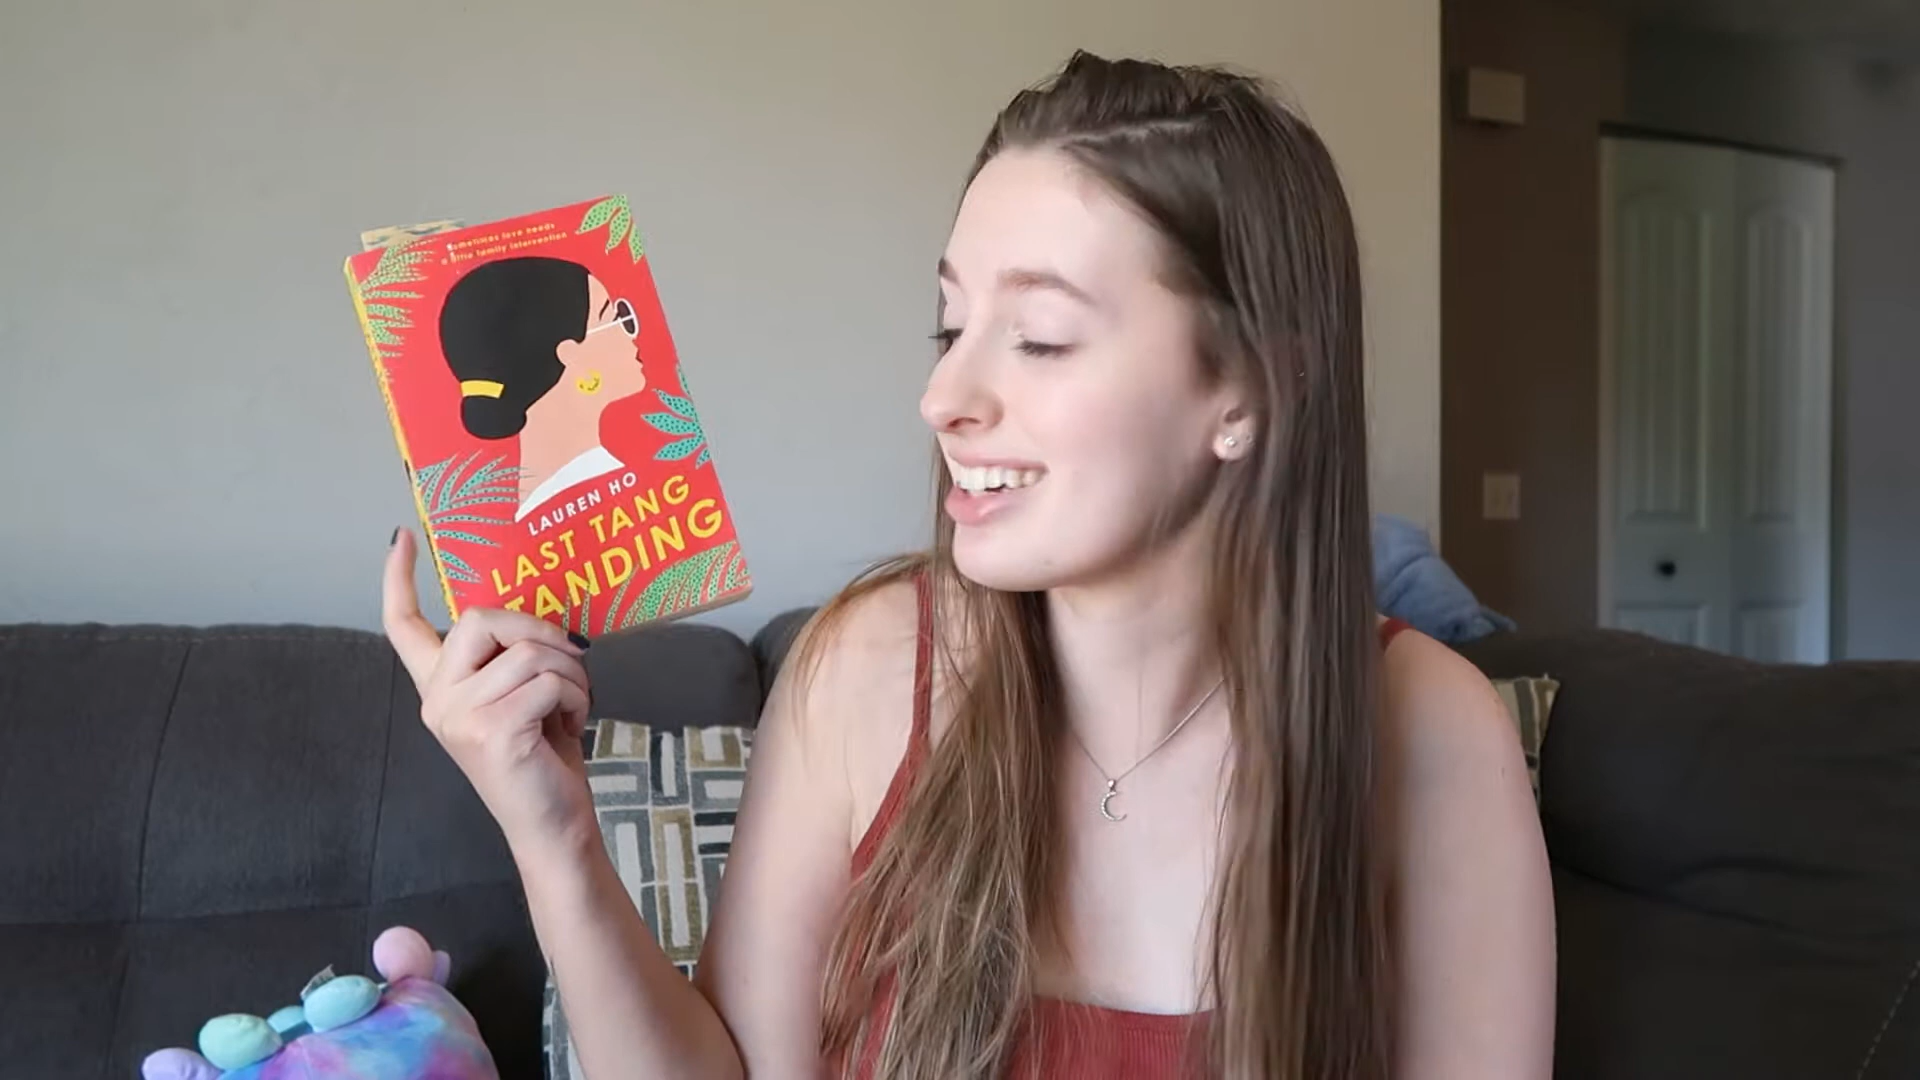 Sometimes love needs
a little family intervention
LAUREN HO
LAST TANG
TANDING